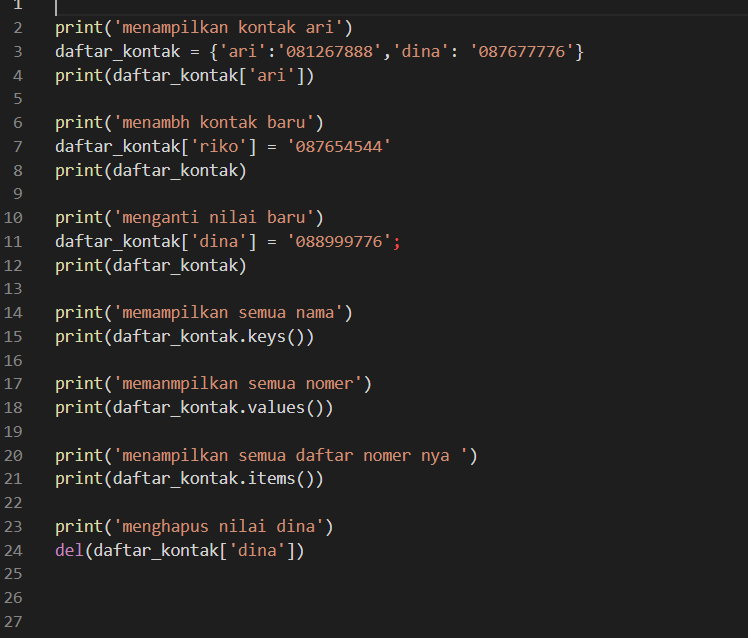 1
2 print('menampilkan kontak ari')
3 daftar_kontak = {'ari':'081267888','dina': '087677776'}
4 print(daftar_kontak['ari'])
5
6 print('menambh kontak baru')
7 daftar_kontak['riko'] = '087654544'
8 print(daftar_kontak)
9
10 print('menganti nilai baru')
11 daftar_kontak['dina'] = '088999776';
12 print(daftar_kontak)
13
14 print('memampilkan semua nama')
15 print(daftar_kontak.keys())
16
17 print('memanmpilkan semua nomer')
18 print(daftar_kontak.values())
19
20 print('menampilkan semua daftar nomer nya ')
21 print(daftar_kontak.items())
22
23 print('menghapus nilai dina')
24 del(daftar_kontak['dina'])
25
26
27